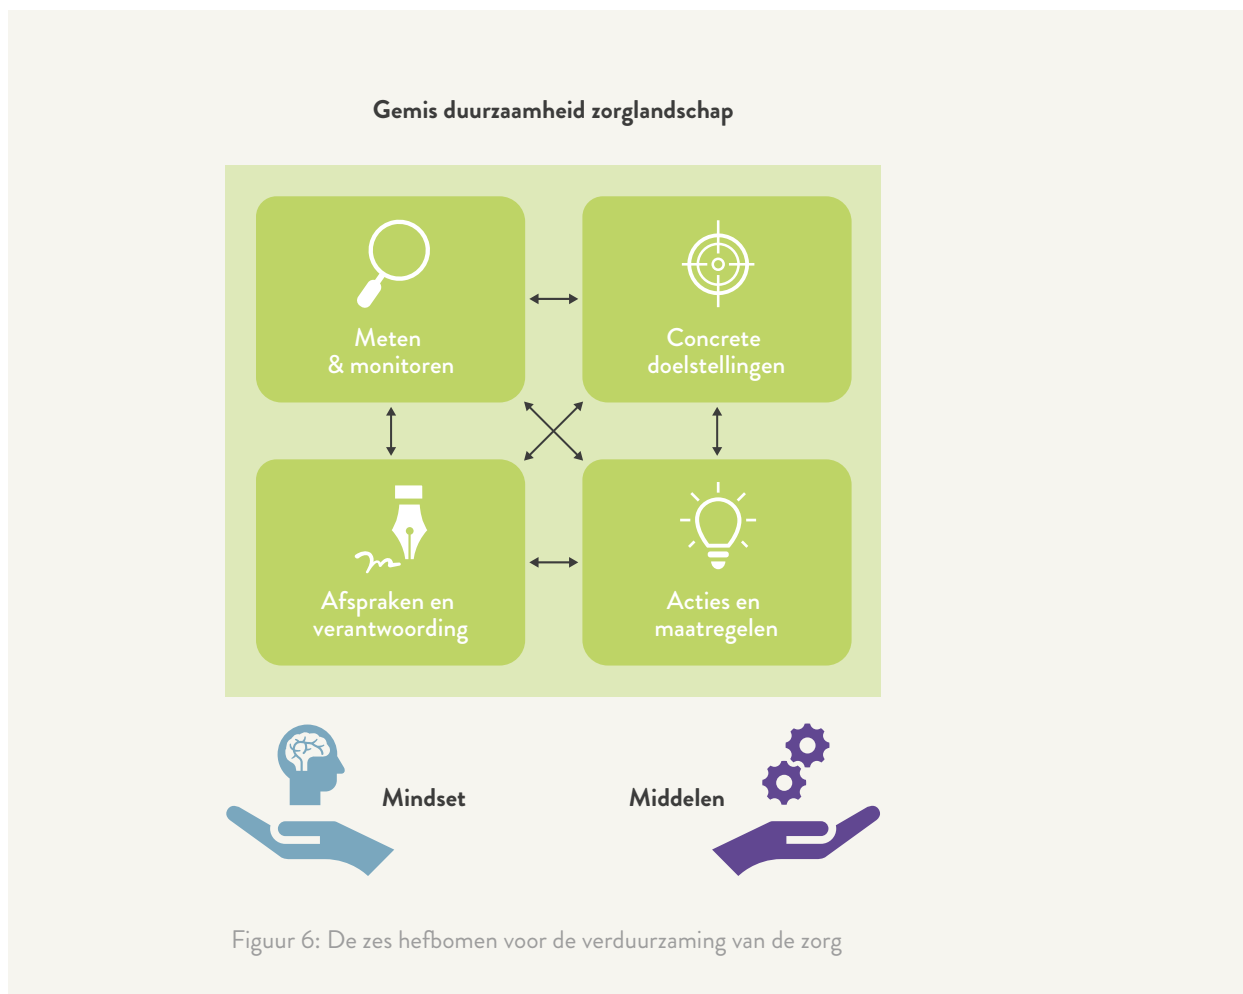 Gemis duurzaamheid zorglandschap
Meten
& monitoren
Concrete
doelstellingen
Afspraken en
verantwoording
Acties en
maatregelen
Mindset
Middelen
Figuur 6: De zes hefbomen voor de verduurzaming van de zorg